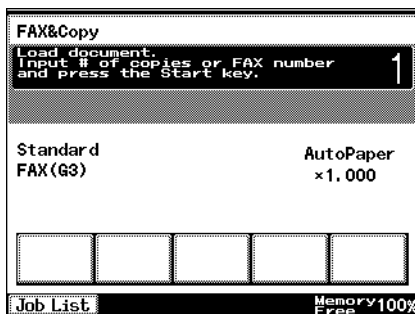 FAX&Copy
Load document.
Input # of copies or FAX number
and press the Start key.
1
Standard
AutoPaper
FAX(G3)
×1.000
Job List
Memory 100%
Free